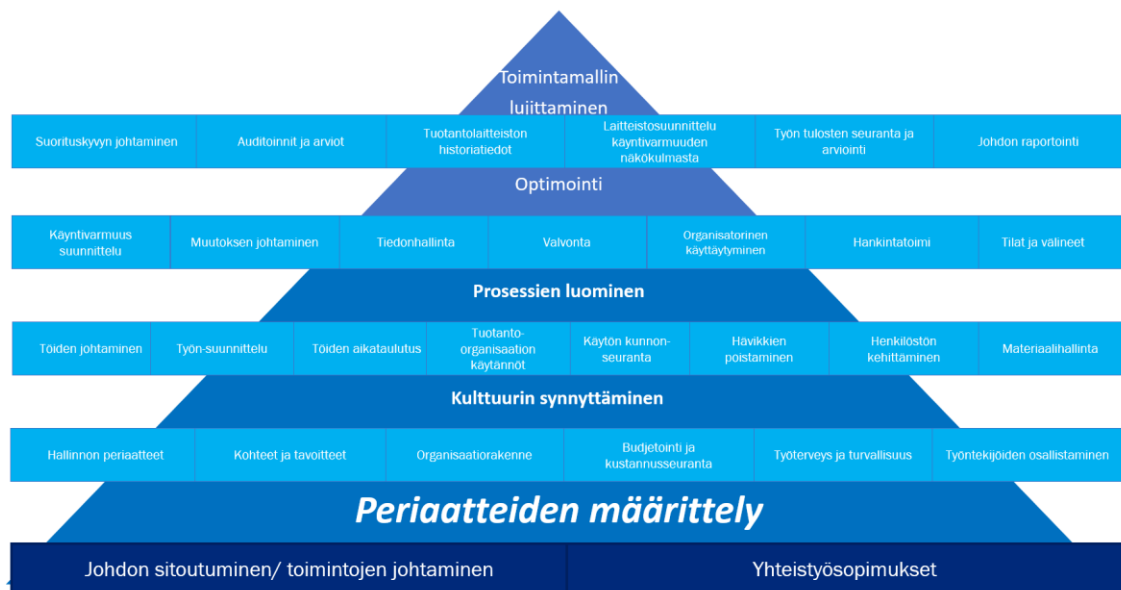 Toimintamallin
lujittaminen
Suorituskyvyn johtaminen
Auditoinnit ja arviot
Tuotantolaitteiston
historiatiedot
Laitteistosuunnittelu
käyntivarmuuden
näkökulmasta
Työn tulosten seuranta ja
arviointi
Johdon raportointi
Optimointi
Käyntivarmuus
suunnittelu
Muutoksen johtaminen
Tiedonhallinta
Valvonta
Organisatorinen
käyttäytyminen
Hankintatoimi
Tilat ja välineet
Prosessien luominen
Töiden johtaminen
Työn-suunnittelu
Töiden aikataulutus
Tuotanto-
organisaation
käytännöt
Käytön kunnon-
seuranta
Hävikkien
poistaminen
Henkilöstön
kehittäminen
Materiaalihallinta
Kulttuurin synnyttäminen
Hallinnon periaatteet
Kohteet ja tavoitteet
Organisaatiorakenne
Budjetointi ja
kustannusseuranta
Työterveys ja turvallisuus
Työntekijöiden osallistaminen
Periaatteiden määrittely
Johdon sitoutuminen/ toimintojen johtaminen
Yhteistyösopimukset